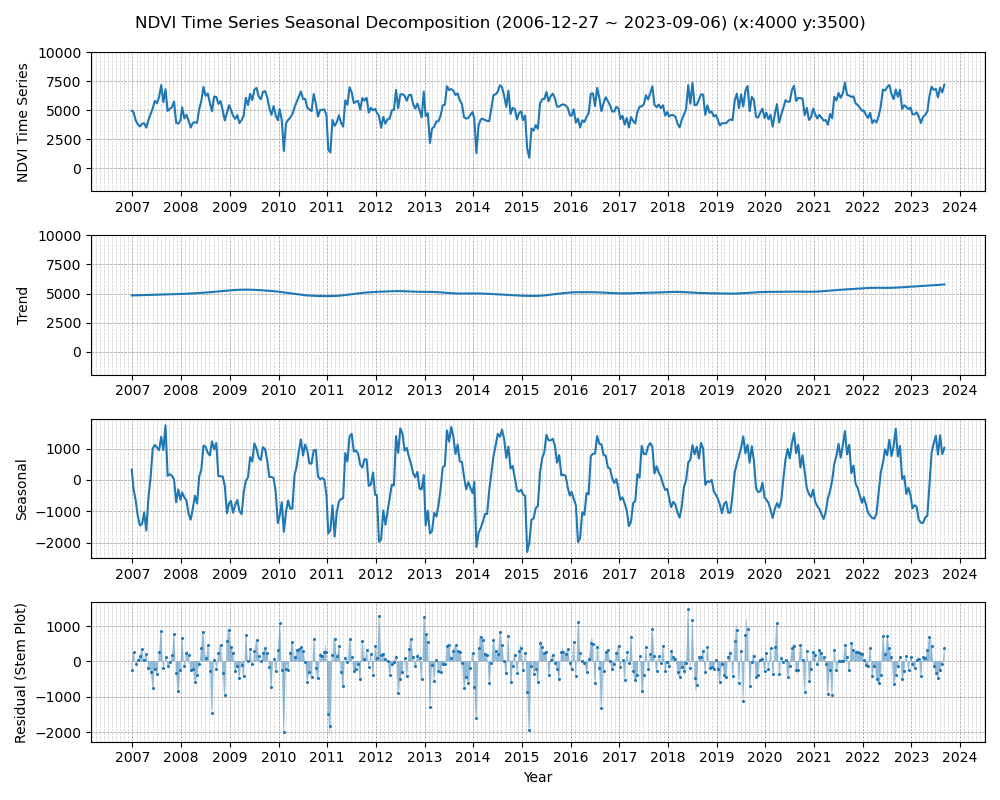 NDVI Time Series Seasonal Decomposition (2006-12-27 ~ 2023-09-06) (x:4000 y:3500)
NDVI Time Series
10000
7500
5000
2500
0
2007 2008 2009 2010 2011 2012 2013 2014 2015 2016 2017 2018 2019 2020 2021 2022 2023 2024
Trend
10000
7500
5000
2500
0
2007 2008 2009 2010 2011 2012 2013 2014 2015 2016 2017 2018 2019 2020 2021 2022 2023 2024
Seasonal
1000
0
−1000
−2000
2007 2008 2009 2010 2011 2012 2013 2014 2015 2016 2017 2018 2019 2020 2021 2022 2023 2024
Residual (Stem Plot)
1000
0
−1000
−2000
2007 2008 2009 2010 2011 2012 2013 2014 2015 2016 2017 2018 2019 2020 2021 2022 2023 2024
Year